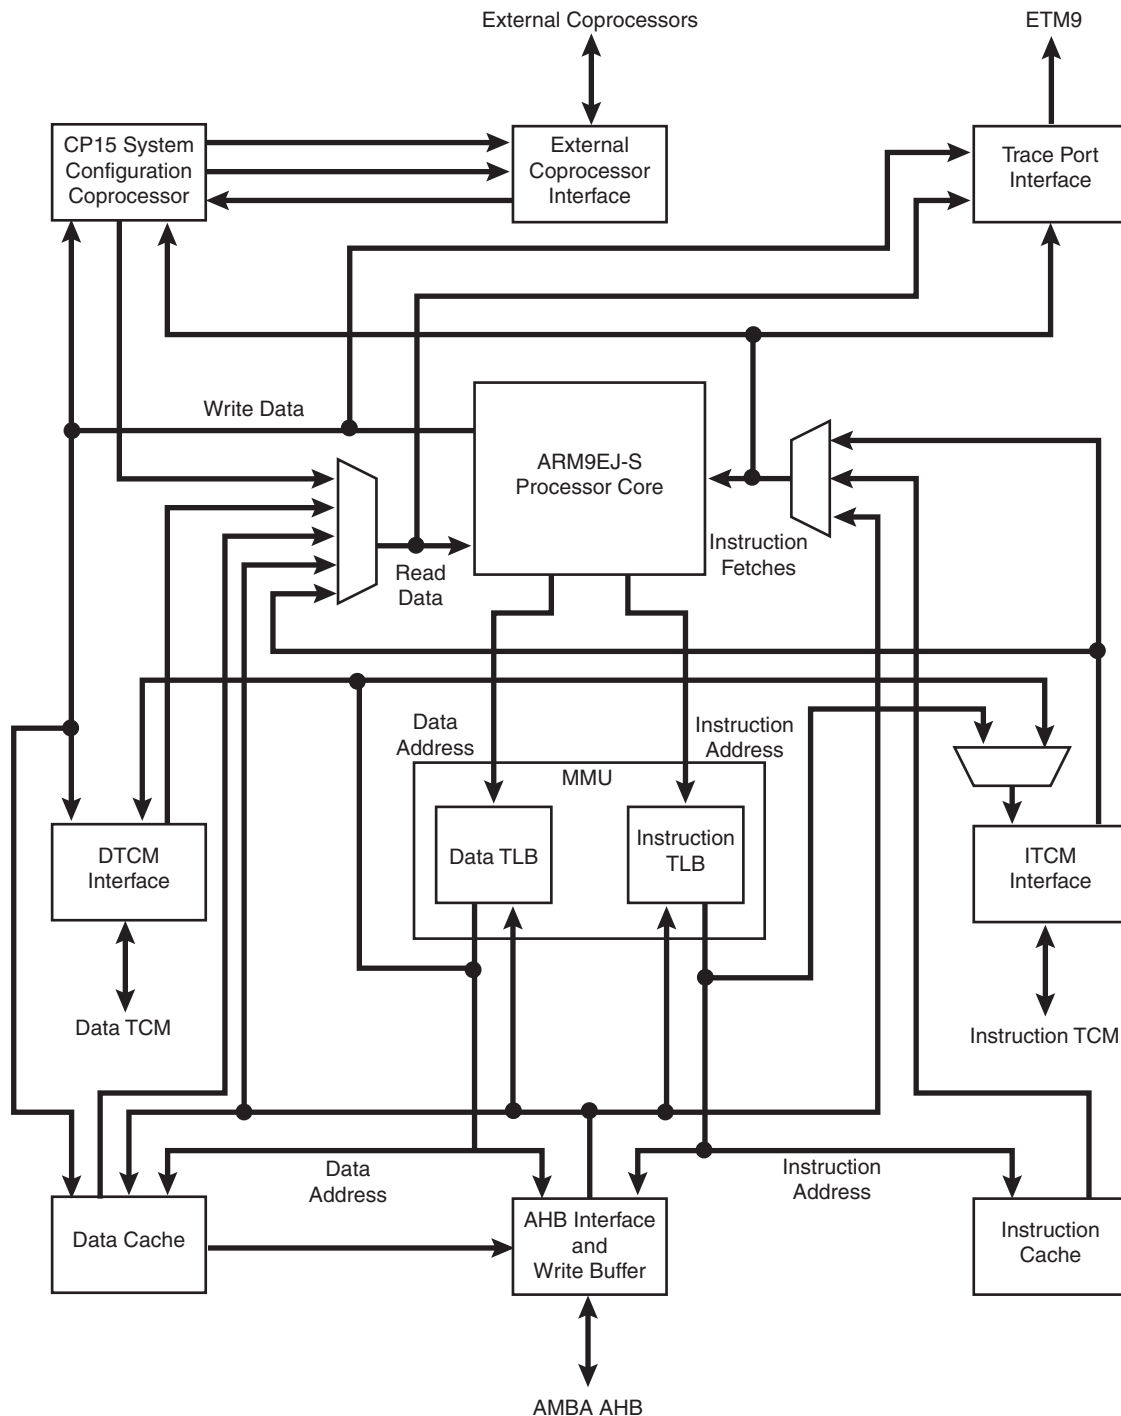 External Coprocessors
ETM9
CP15 System
Configuration
Coprocessor
External
Coprocessor
Interface
Trace Port
Interface
Write Data
ARM9EJ-S
Processor Core
Instruction
Fetches
Read
Data
Data
Address
Instruction
Address
MMU
DTCM
Interface
Data TLB
Instruction
TLB
ITCM
Interface
Data TCM
Instruction TCM
Data
Address
Instruction
Address
Data Cache
AHB Interface
and
Write Buffer
Instruction
Cache
AMBA AHB